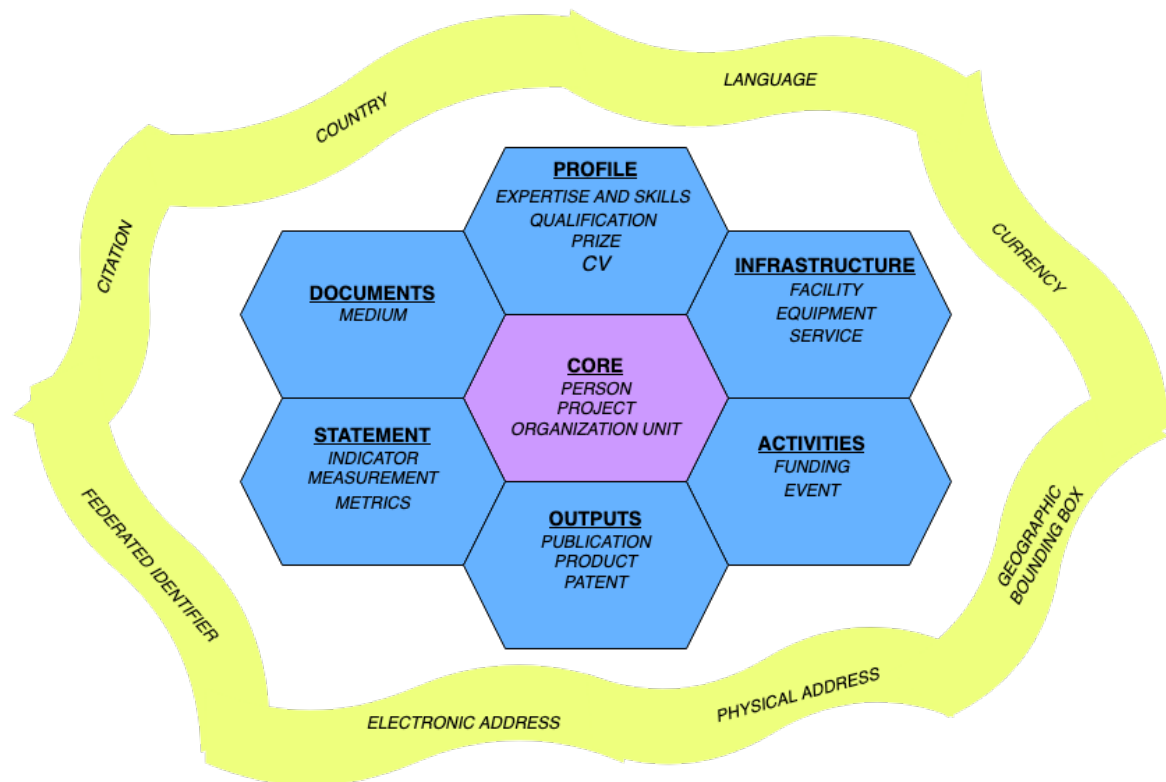 LANGUAGE
COUNTRY
PROFILE
EXPERTISE AND SKILLS
QUALIFICATION
PRIZE
CV
CITATION
CURRENCY
DOCUMENTS
MEDIUM
INFRASTRUCTURE
FACILITY
EQUIPMENT
SERVICE
CORE
PERSON
PROJECT
ORGANIZATION UNIT
STATEMENT
INDICATOR
MEASUREMENT
METRICS
ACTIVITIES
FUNDING
EVENT
OUTPUTS
PUBLICATION
PRODUCT
PATENT
FEDERATED IDENTIFIER
GEOGRAPHIC
BOUNDING BOX
ELECTRONIC ADDRESS
PHYSICAL ADDRESS